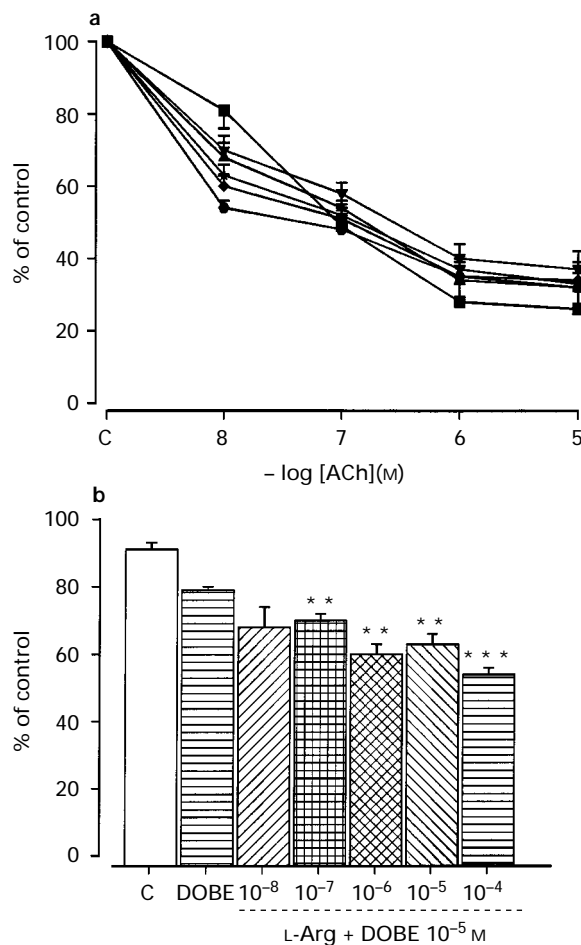 a
100
80
60
40
20
0
% of control
C 8 7 6 5
– log [ACh](M)
b
100
80
60
40
20
0
% of control
* *
* *
* *
* * *
C DOBE 10⁻⁸ 10⁻⁷ 10⁻⁶ 10⁻⁵ 10⁻⁴
L-Arg + DOBE 10⁻⁵ M